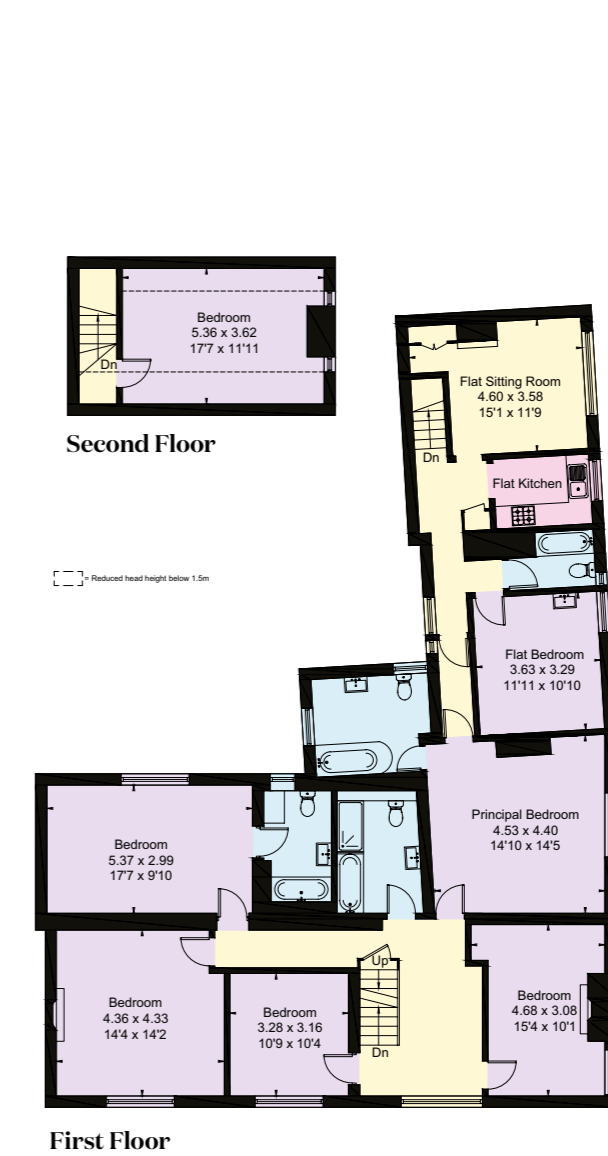 Bedroom
5.36 x 3.62
17'7 x 11'11
Dn
Second Floor
= Reduced head height below 1.5m
Flat Sitting Room
4.60 x 3.58
15'1 x 11'9
Dn
Flat Kitchen
Flat Bedroom
3.63 x 3.29
11'11 x 10'10
Principal Bedroom
4.53 x 4.40
14'10 x 14'5
Bedroom
5.37 x 2.99
17'7 x 9'10
Bedroom
4.36 x 4.33
14'4 x 14'2
Bedroom
3.28 x 3.16
10'9 x 10'4
Up
Dn
Bedroom
4.68 x 3.08
15'4 x 10'1
First Floor